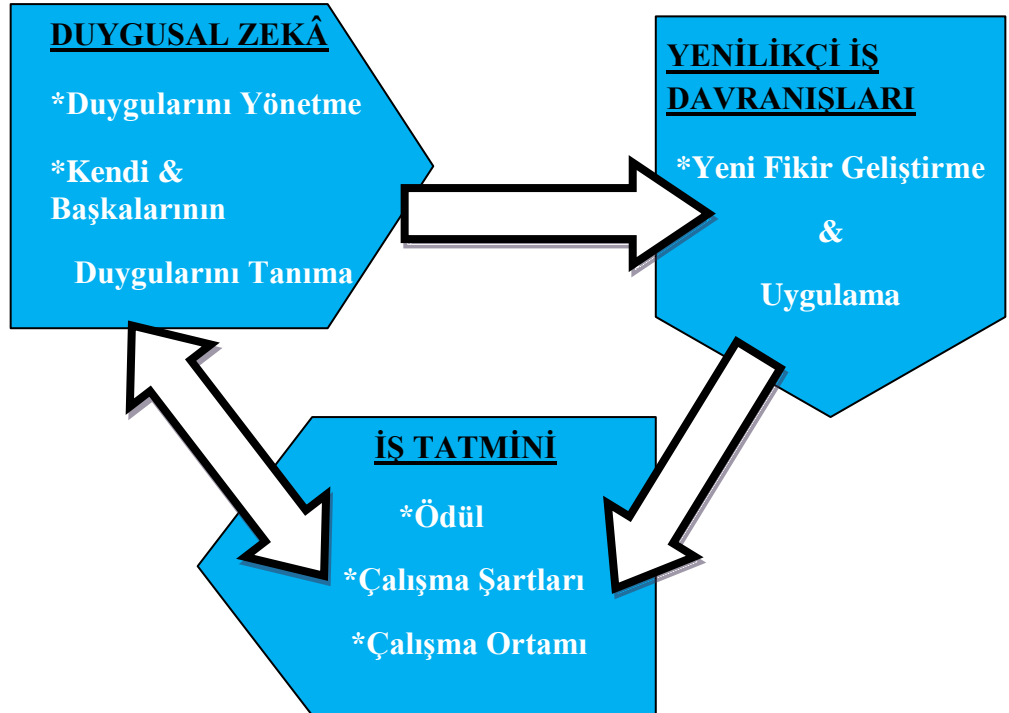 DUYGUSAL ZEKÂ
*Duygularını Yönetme
*Kendi &
Başkalarının
Duygularını Tanıma
YENİLİKÇİ İŞ
DAVRANIŞLARI
*Yeni Fikir Geliştirme
&
Uygulama
İŞ TATMİNİ
*Ödül
*Çalışma Şartları
*Çalışma Ortamı